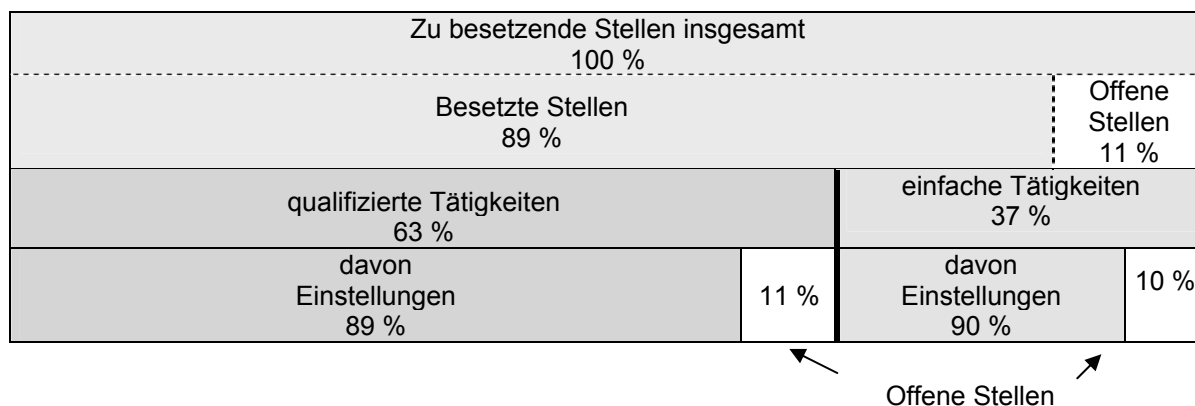 Zu besetzende Stellen insgesamt
100 %
Besetzte Stellen
89 %
Offene
Stellen
11 %
qualifizierte Tätigkeiten
63 %
einfache Tätigkeiten
37 %
davon
Einstellungen
89 %
11 %
davon
Einstellungen
90 %
10 %
Offene Stellen